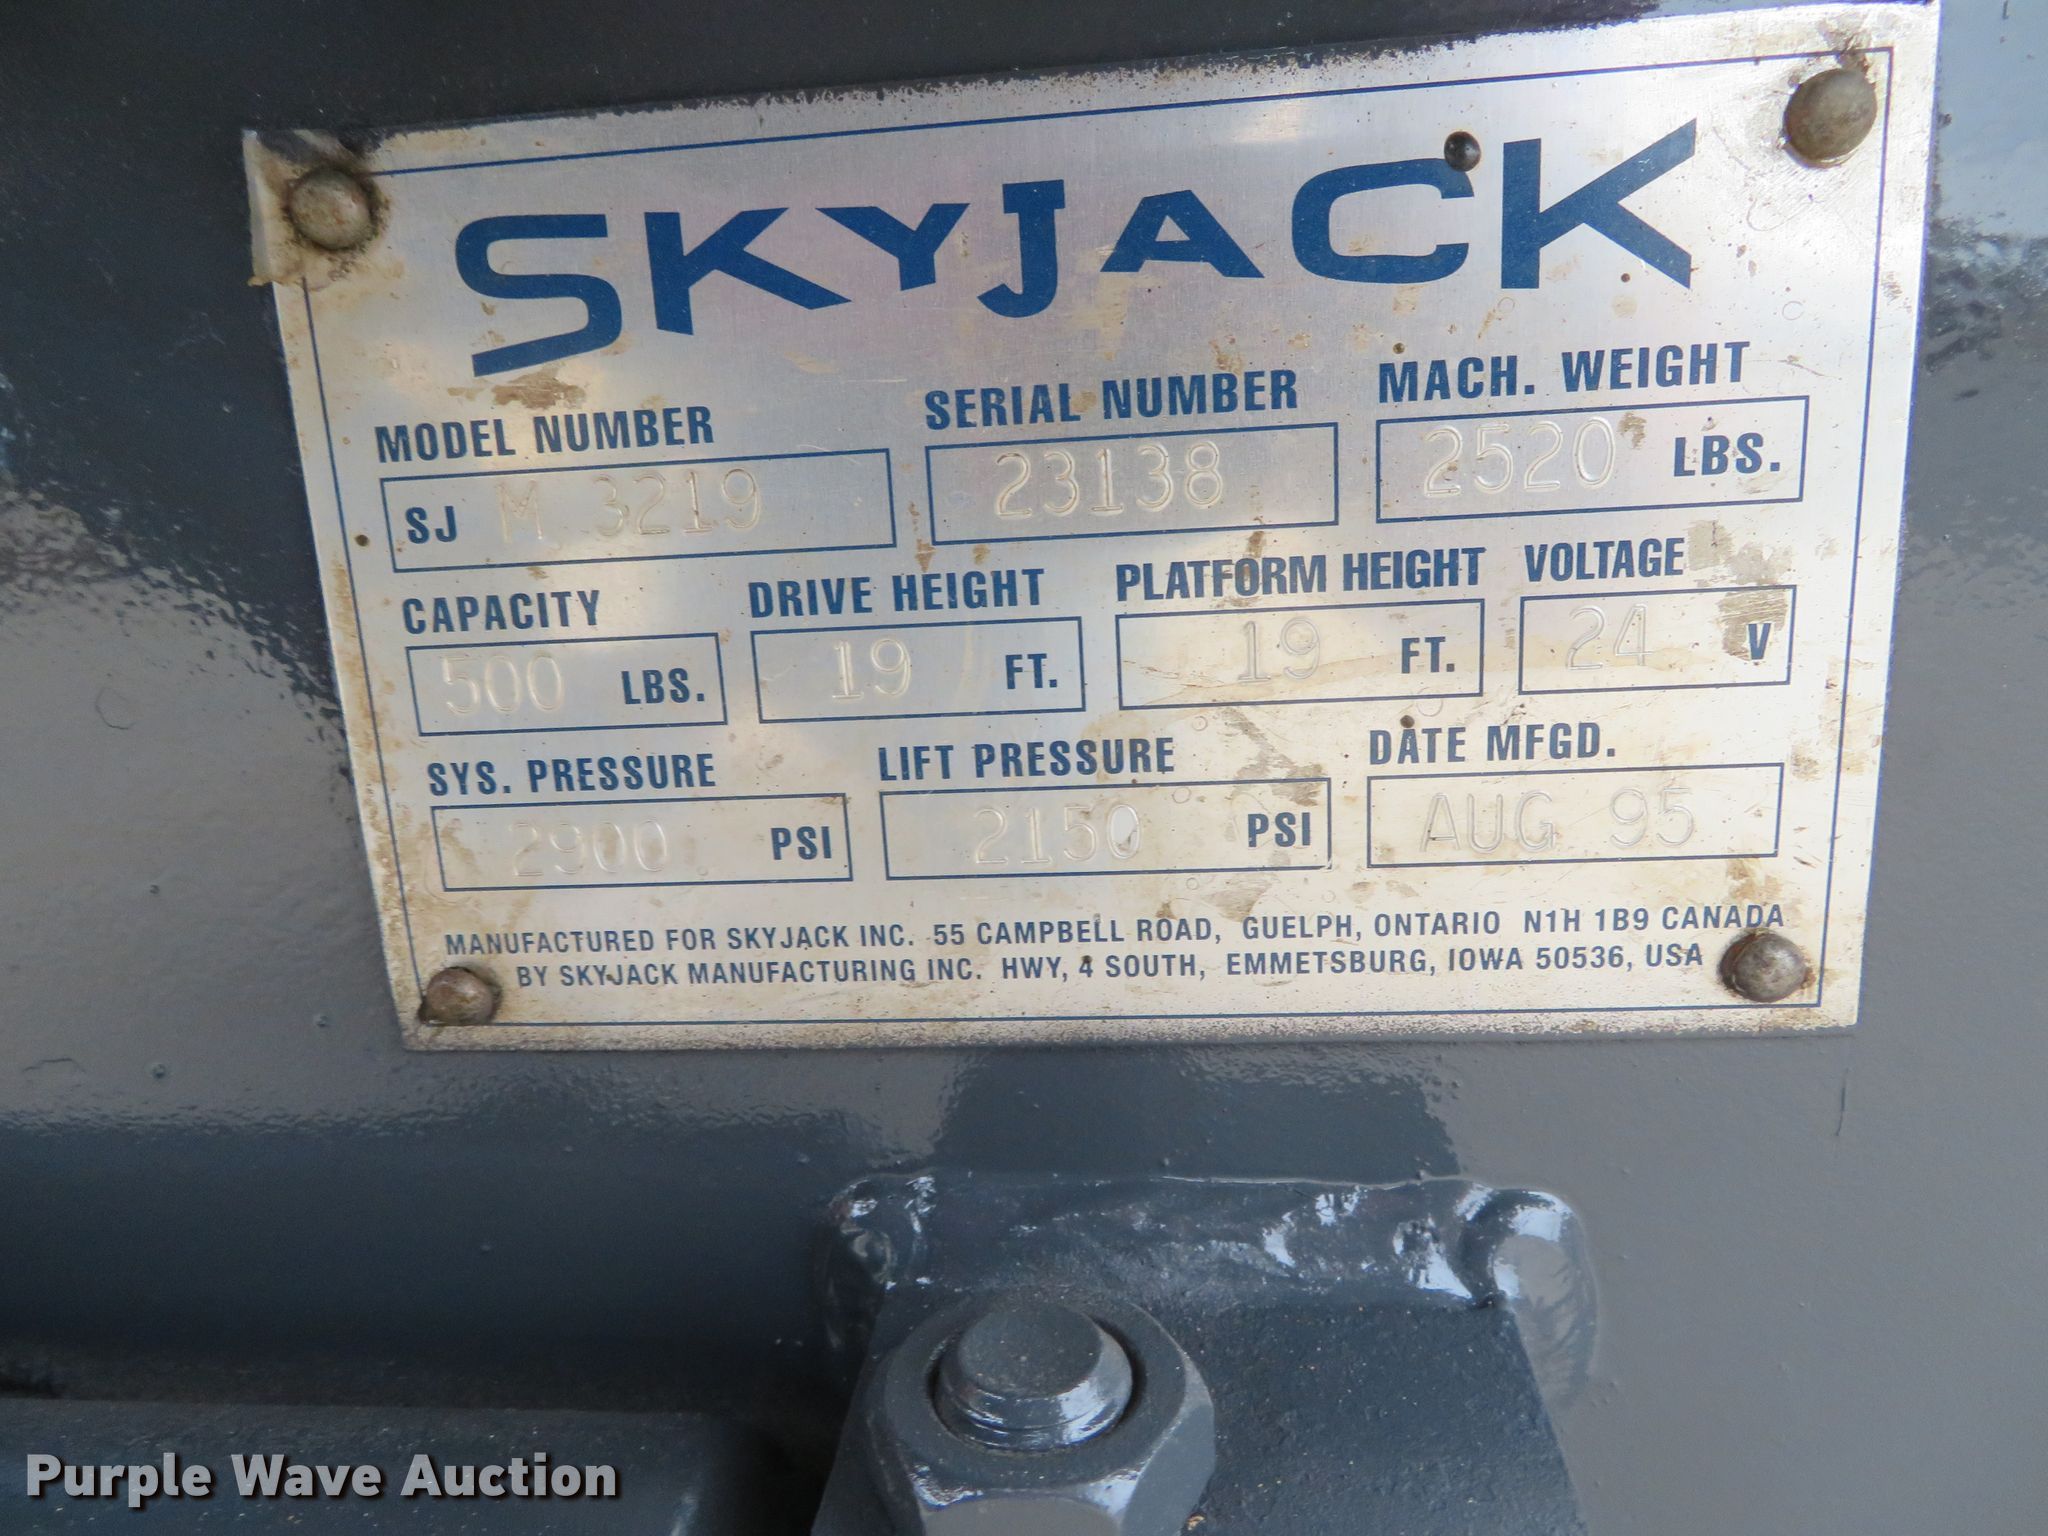 SKYJACK
MODEL NUMBER SERIAL NUMBER MACH. WEIGHT
SJ M 3219 23138 2520 LBS.
CAPACITY DRIVE HEIGHT PLATFORM HEIGHT VOLTAGE
500 LBS. 19 FT. 19 FT. 24 V
SYS. PRESSURE LIFT PRESSURE DATE MFGD.
2900 PSI 2150 PSI AUG 95
MANUFACTURED FOR SKYJACK INC. 55 CAMPBELL ROAD, GUELPH, ONTARIO N1H 1B9 CANADA
BY SKYJACK MANUFACTURING INC. HWY, 4 SOUTH, EMMETSBURG, IOWA 50536, USA
Purple Wave Auction